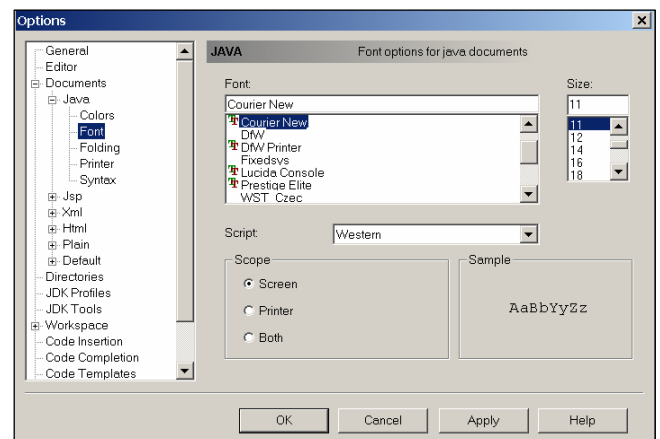 Options
General
Editor
Documents
Java
Colors
Font
Folding
Printer
Syntax
Jsp
Xml
Html
Plain
Default
Directories
JDK Profiles
JDK Tools
Workspace
Code Insertion
Code Completion
Code Templates
JAVA Font options for java documents
Font: Size:
Courier New 11
Courier New 11
DfW 12
DfW Printer 14
Fixedsys 16
Lucida Console 18
Prestige Elite
WST_Czec
Script: Western
Scope Sample
Screen
Printer
Both
AaBbYyZz
OK Cancel Apply Help